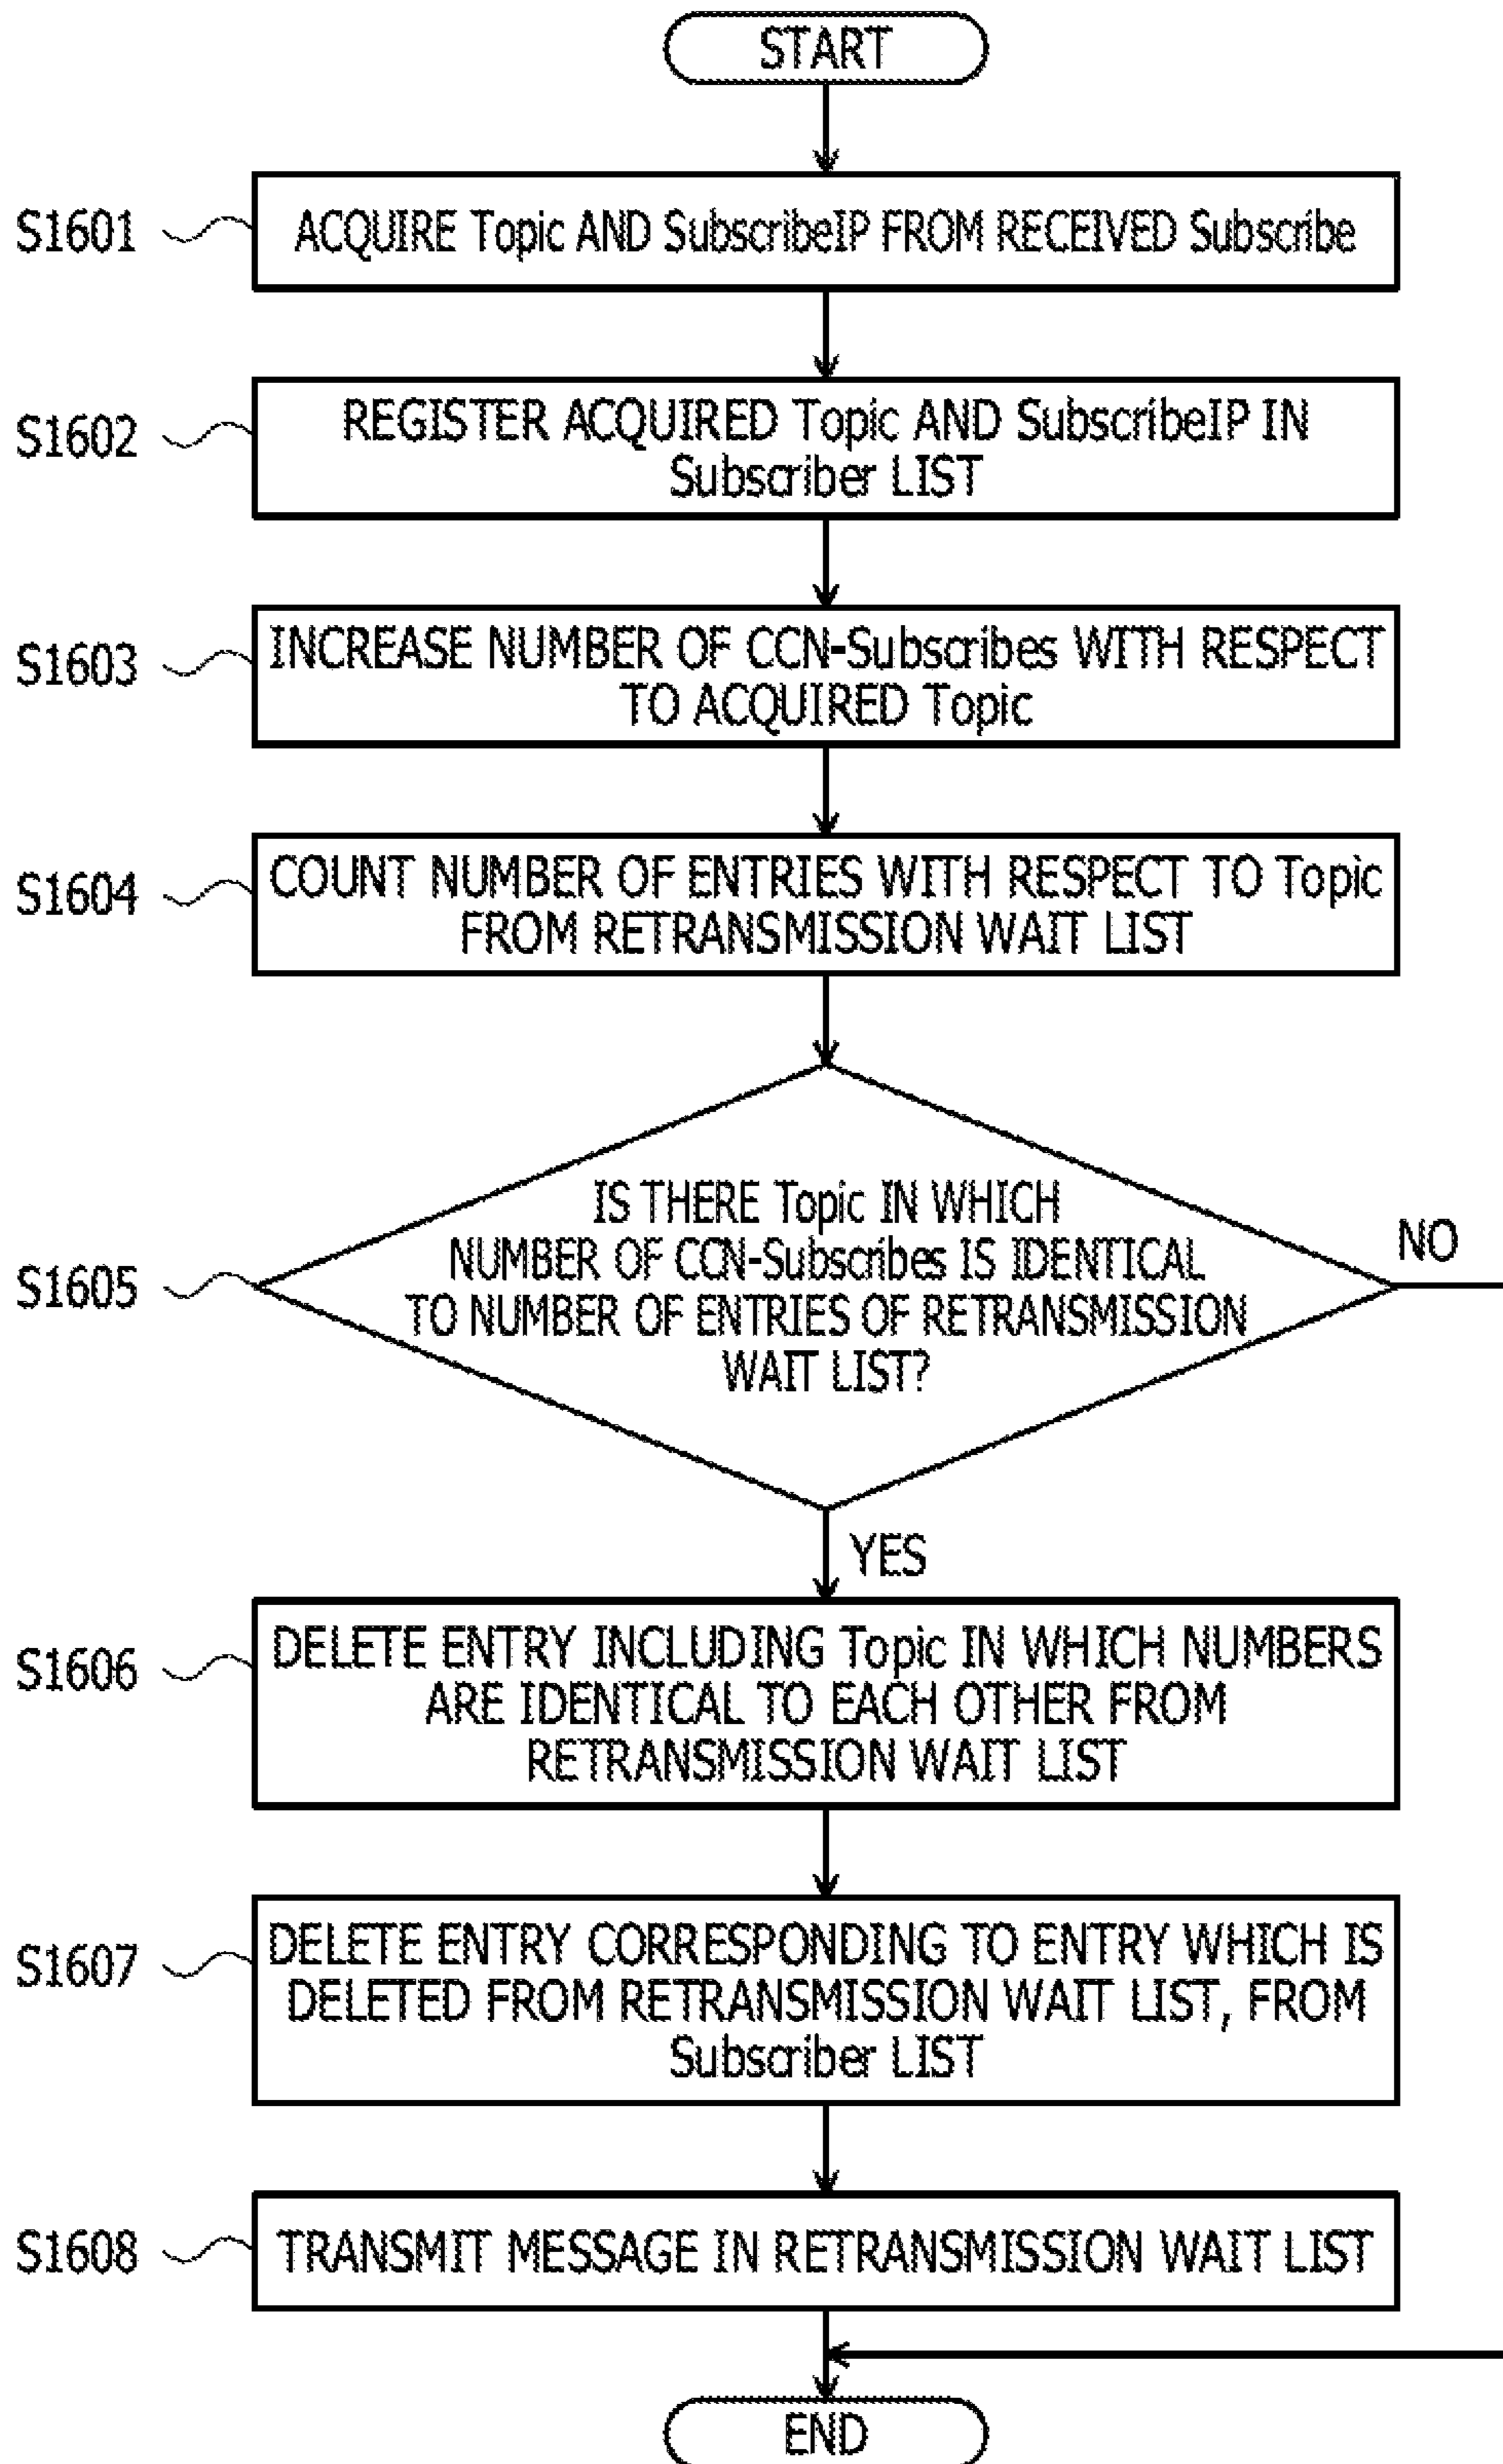 START
S1601
ACQUIRE Topic AND SubscribeIP FROM RECEIVED Subscribe
S1602
REGISTER ACQUIRED Topic AND SubscribeIP IN
Subscriber LIST
S1603
INCREASE NUMBER OF CCN-Subscribes WITH RESPECT
TO ACQUIRED Topic
S1604
COUNT NUMBER OF ENTRIES WITH RESPECT TO Topic
FROM RETRANSMISSION WAIT LIST
S1605
IS THERE Topic IN WHICH
NUMBER OF CCN-Subscribes IS IDENTICAL
TO NUMBER OF ENTRIES OF RETRANSMISSION
WAIT LIST?
NO
YES
S1606
DELETE ENTRY INCLUDING Topic IN WHICH NUMBERS
ARE IDENTICAL TO EACH OTHER FROM
RETRANSMISSION WAIT LIST
S1607
DELETE ENTRY CORRESPONDING TO ENTRY WHICH IS
DELETED FROM RETRANSMISSION WAIT LIST, FROM
Subscriber LIST
S1608
TRANSMIT MESSAGE IN RETRANSMISSION WAIT LIST
END